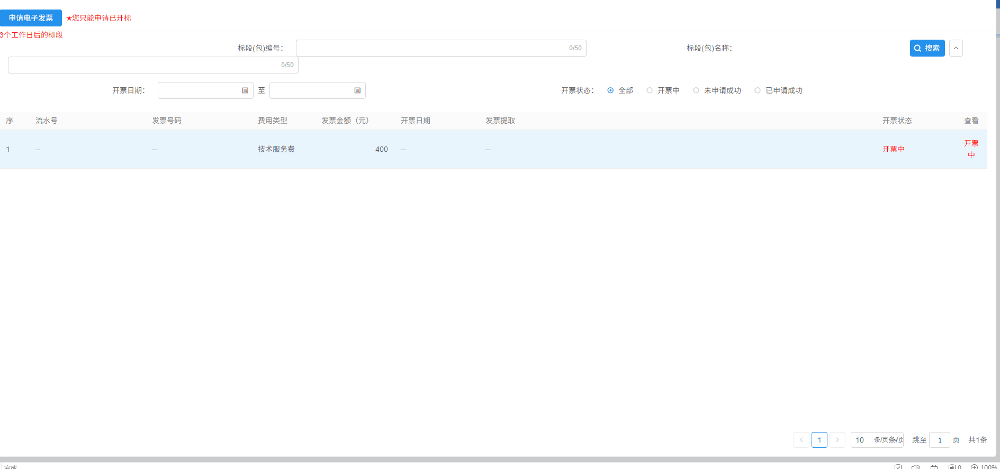 申请电子发票 ★您只能申请已开标
3个工作日后的标段
标段(包)编号： 0/50 标段(包)名称： 搜索
0/50
开票日期： 至 开票状态： 全部 开票中 未申请成功 已申请成功
序 流水号 发票号码 费用类型 发票金额（元） 开票日期 发票提取 开票状态 查看
1 -- -- 技术服务费 400 -- -- 开票中 开票
中
1 10 条/页条/页 跳至 1 页 共1条
完成 0 100%